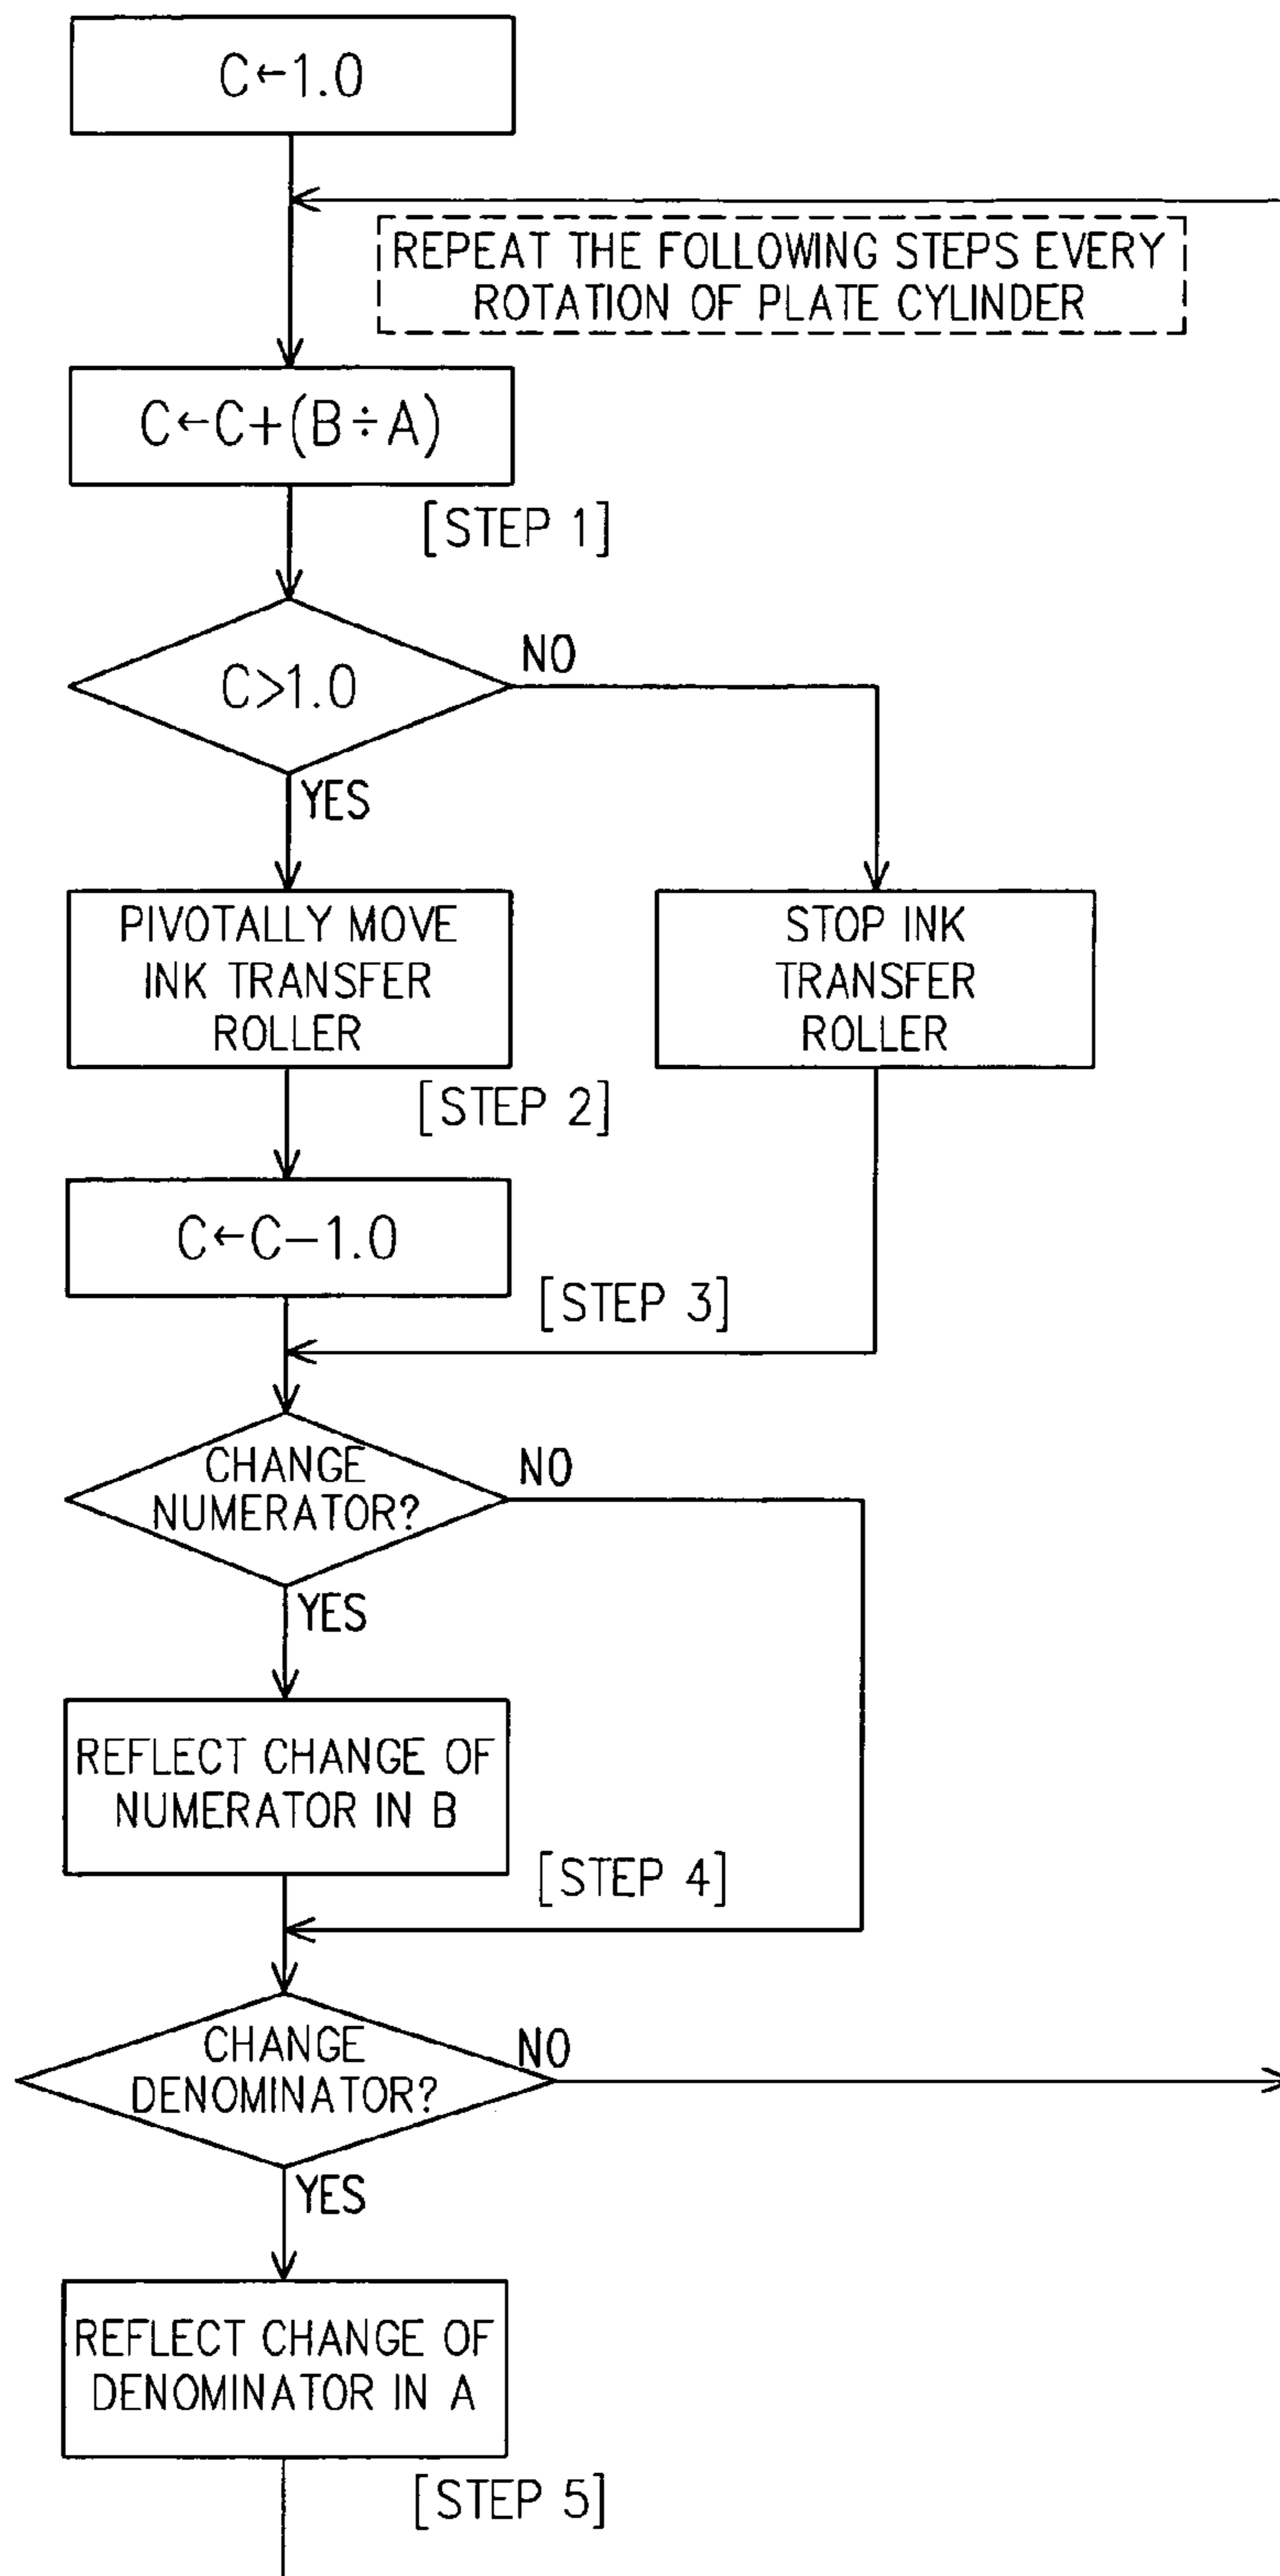 C←1.0
REPEAT THE FOLLOWING STEPS EVERY
ROTATION OF PLATE CYLINDER
C←C+(B÷A)
[STEP 1]
C>1.0
NO
YES
PIVOTALLY MOVE
INK TRANSFER
ROLLER
STOP INK
TRANSFER
ROLLER
[STEP 2]
C←C−1.0
[STEP 3]
CHANGE
NUMERATOR?
NO
YES
REFLECT CHANGE OF
NUMERATOR IN B
[STEP 4]
CHANGE
DENOMINATOR?
NO
YES
REFLECT CHANGE OF
DENOMINATOR IN A
[STEP 5]